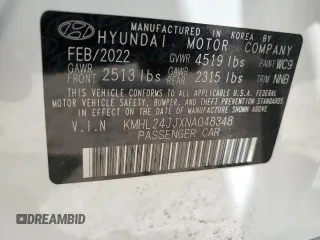 MANUFACTURED IN KOREA BY
HYUNDAI MOTOR COMPANY
FEB/2022 GVWR 4519 lbs PAINT WC9
GAWR FRONT 2513 lbs GAWR REAR 2315 lbs TRIM NNB
THIS VEHICLE CONFORMS TO ALL APPLICABLE
FEDERAL MOTOR VEHICLE
SAFETY, BUMPER, AND THEFT PREVENTION
STANDARDS IN EFFECT ON THE DATE OF
MANUFACTURE SHOWN ABOVE.
V.I.N KMHL24JJXNA048348
PASSENGER CAR
© DREAMBID
DREAMBID.COM